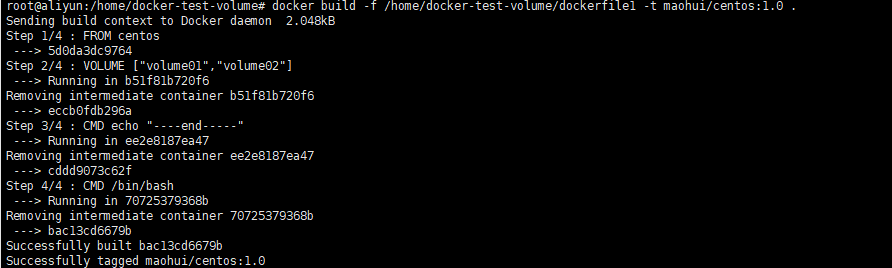 root@aliyun:/home/docker-test-volume# docker build -f /home/docker-test-volume/dockerfile1 -t maohui/centos:1.0 .
Sending build context to Docker daemon  2.048kB
Step 1/4 : FROM centos
 ---> 5d0da3dc9764
Step 2/4 : VOLUME ["volume01","volume02"]
 ---> Running in b51f81b720f6
Removing intermediate container b51f81b720f6
 ---> eccb0fdb296a
Step 3/4 : CMD echo "----end-----"
 ---> Running in ee2e8187ea47
Removing intermediate container ee2e8187ea47
 ---> cddd9073c62f
Step 4/4 : CMD /bin/bash
 ---> Running in 70725379368b
Removing intermediate container 70725379368b
 ---> bac13cd6679b
Successfully built bac13cd6679b
Successfully tagged maohui/centos:1.0